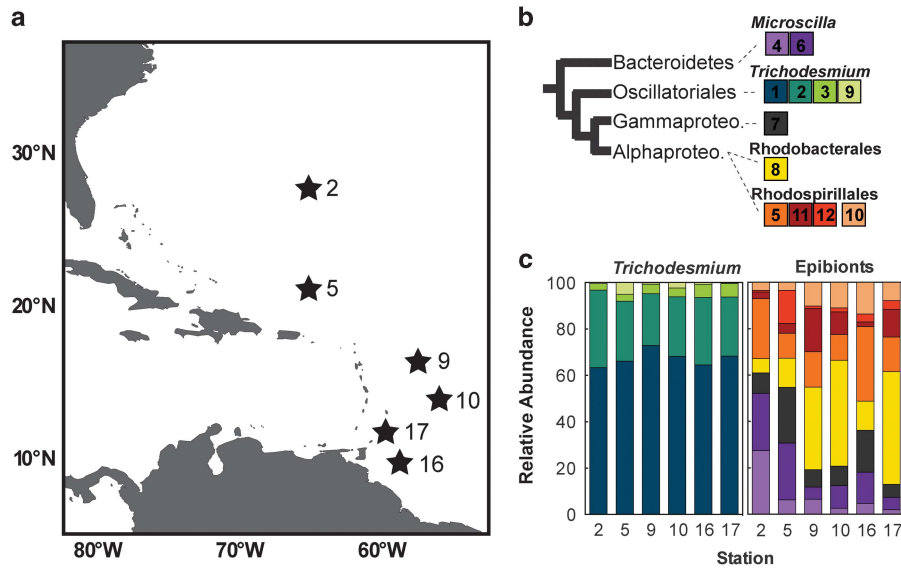 a
30°N
20°N
10°N
80°W 70°W 60°W
2
5
9
10
17
16
b
Microscilla
4 6
Bacteroidetes
Trichodesmium
Oscillatoriales
1 2 3 9
Gammaproteo.
7
Alphaproteo.
Rhodobacterales
8
Rhodospirillales
5 11 12 10
c
Trichodesmium Epibionts
Relative Abundance
100
80
60
40
20
0
2 5 9 10 16 17 2 5 9 10 16 17
Station